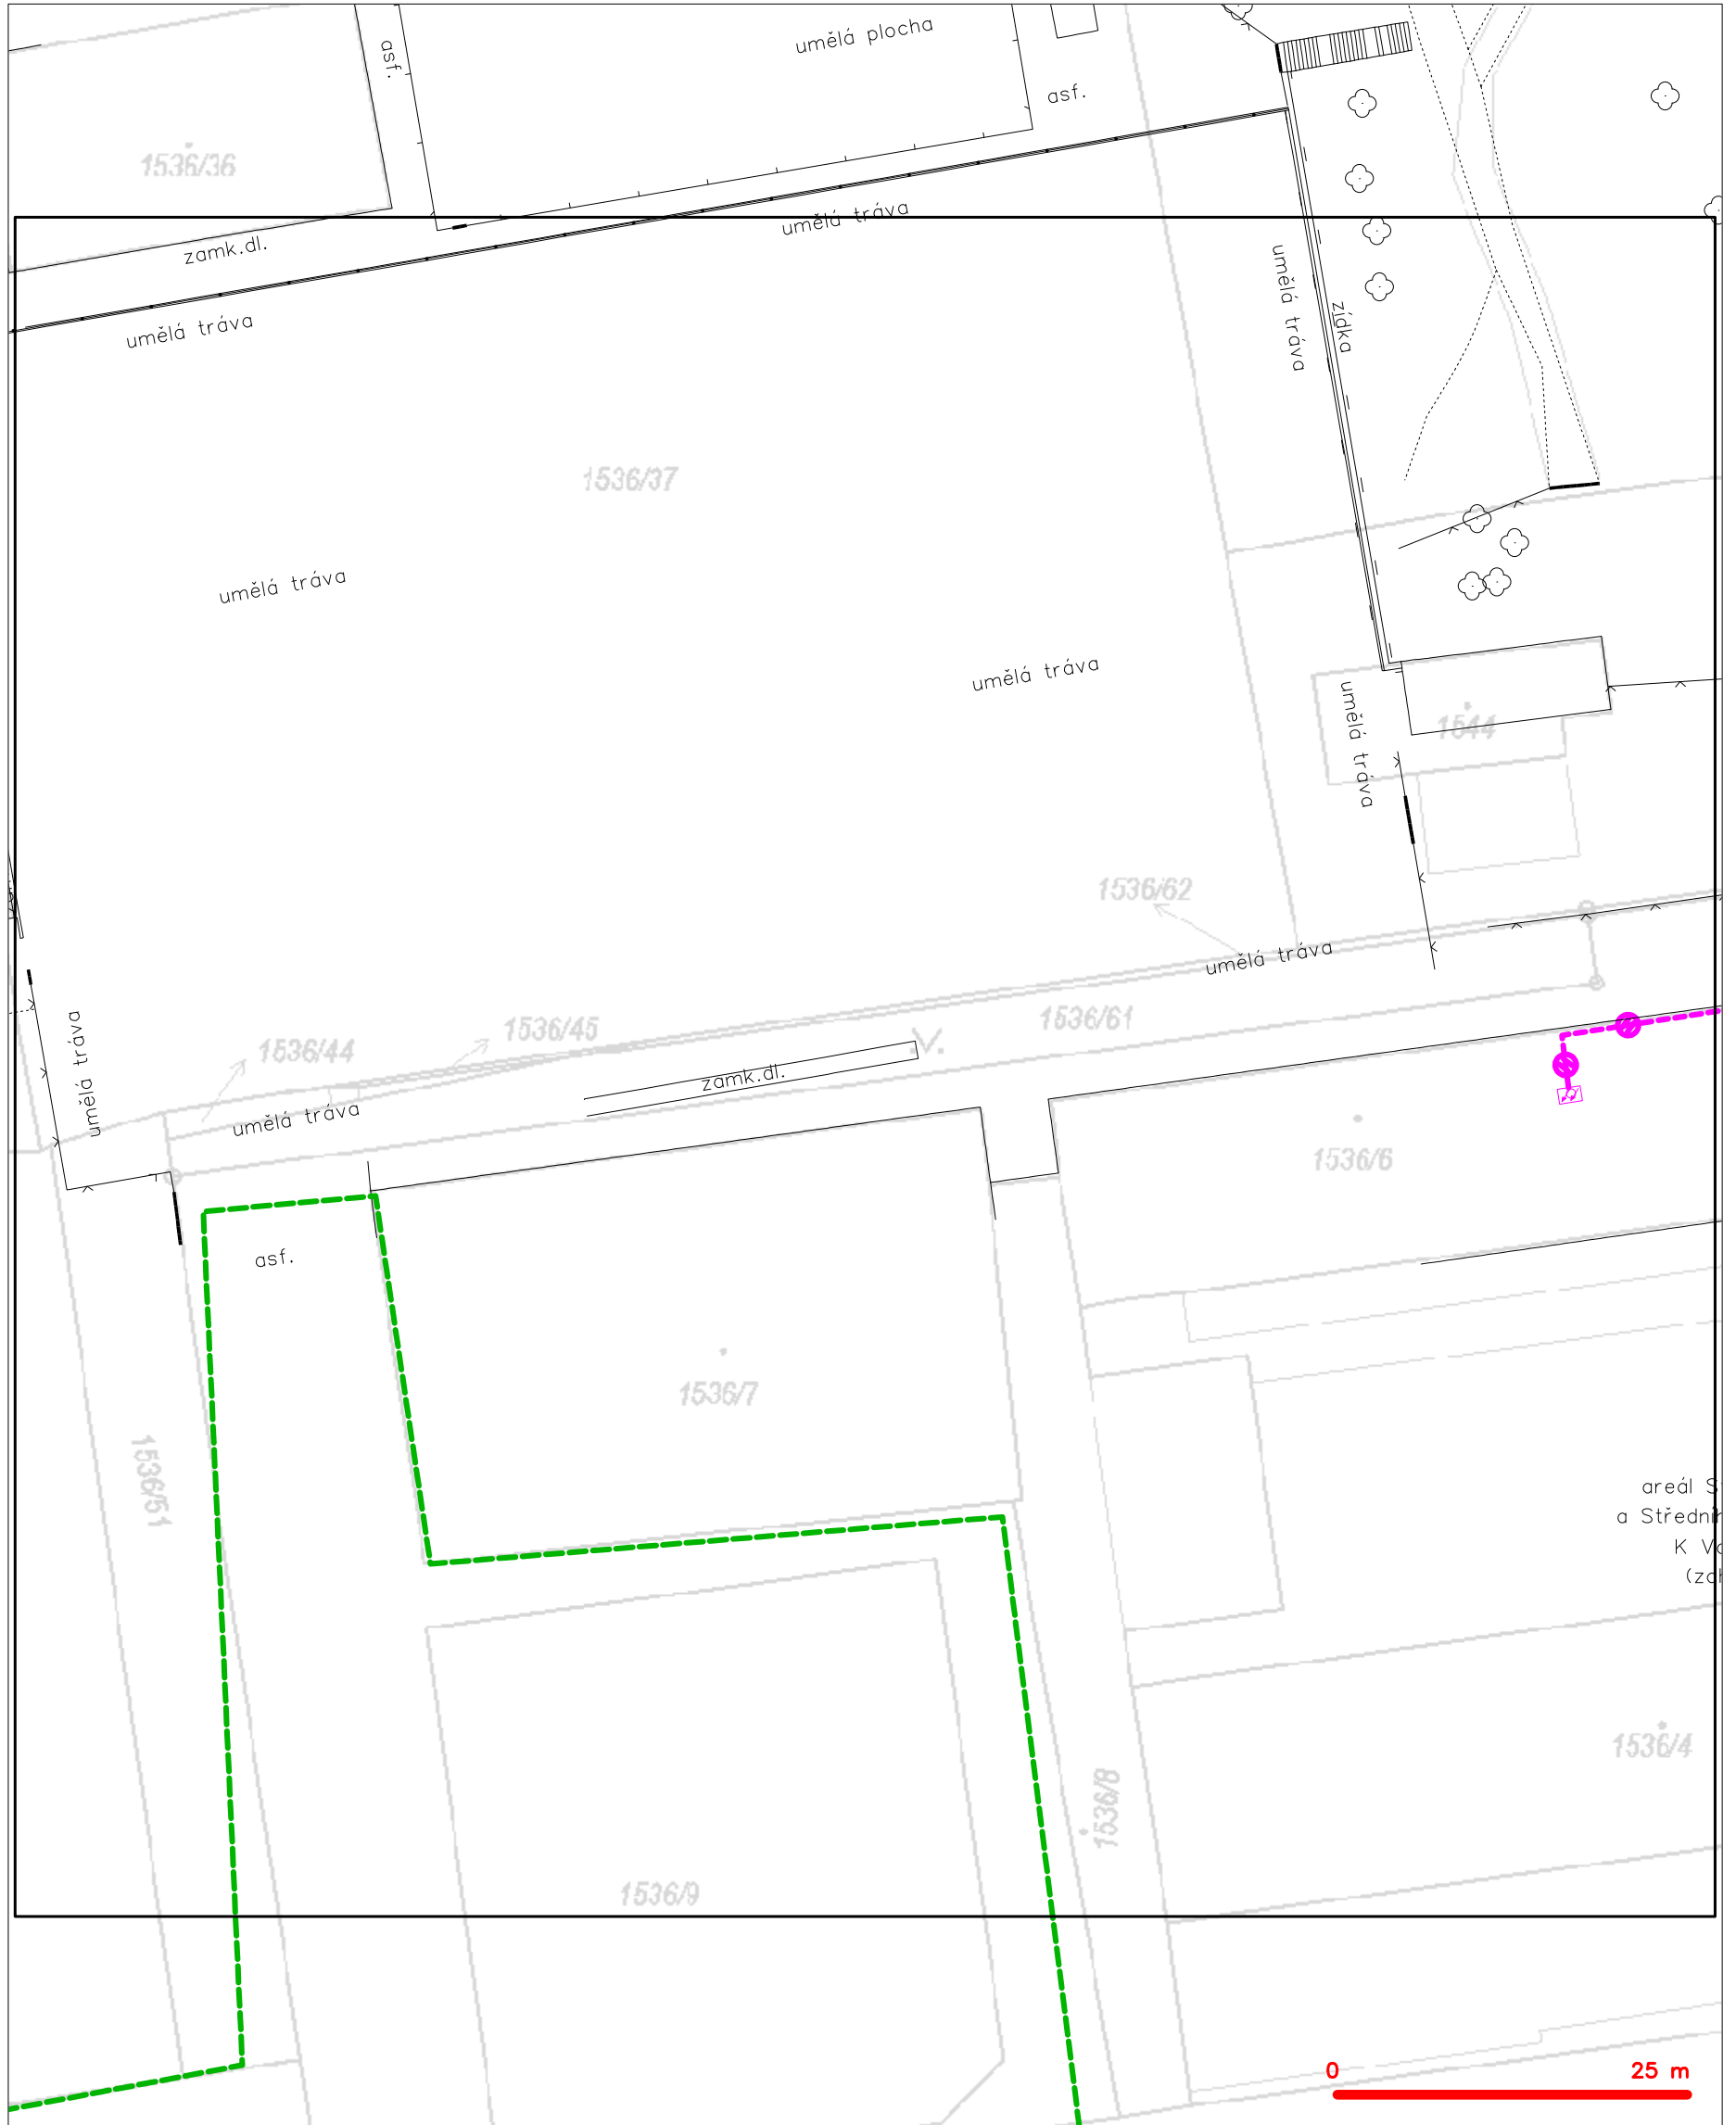 umělá plocha
asf.
asf.
1536/36
umělá tráva
zamk.dl.
umělá tráva
umělá tráva
zídka
1536/37
umělá tráva
umělá tráva
umělá tráva
1544
1536/62
umělá tráva
1536/61
1536/45
1536/44
umělá tráva
zamk.dl.
umělá tráva
1536/6
asf.
1536/7
1536/51
areál S
a Středni
K V
(zah
1536/4
1536/8
1536/9
0 25 m